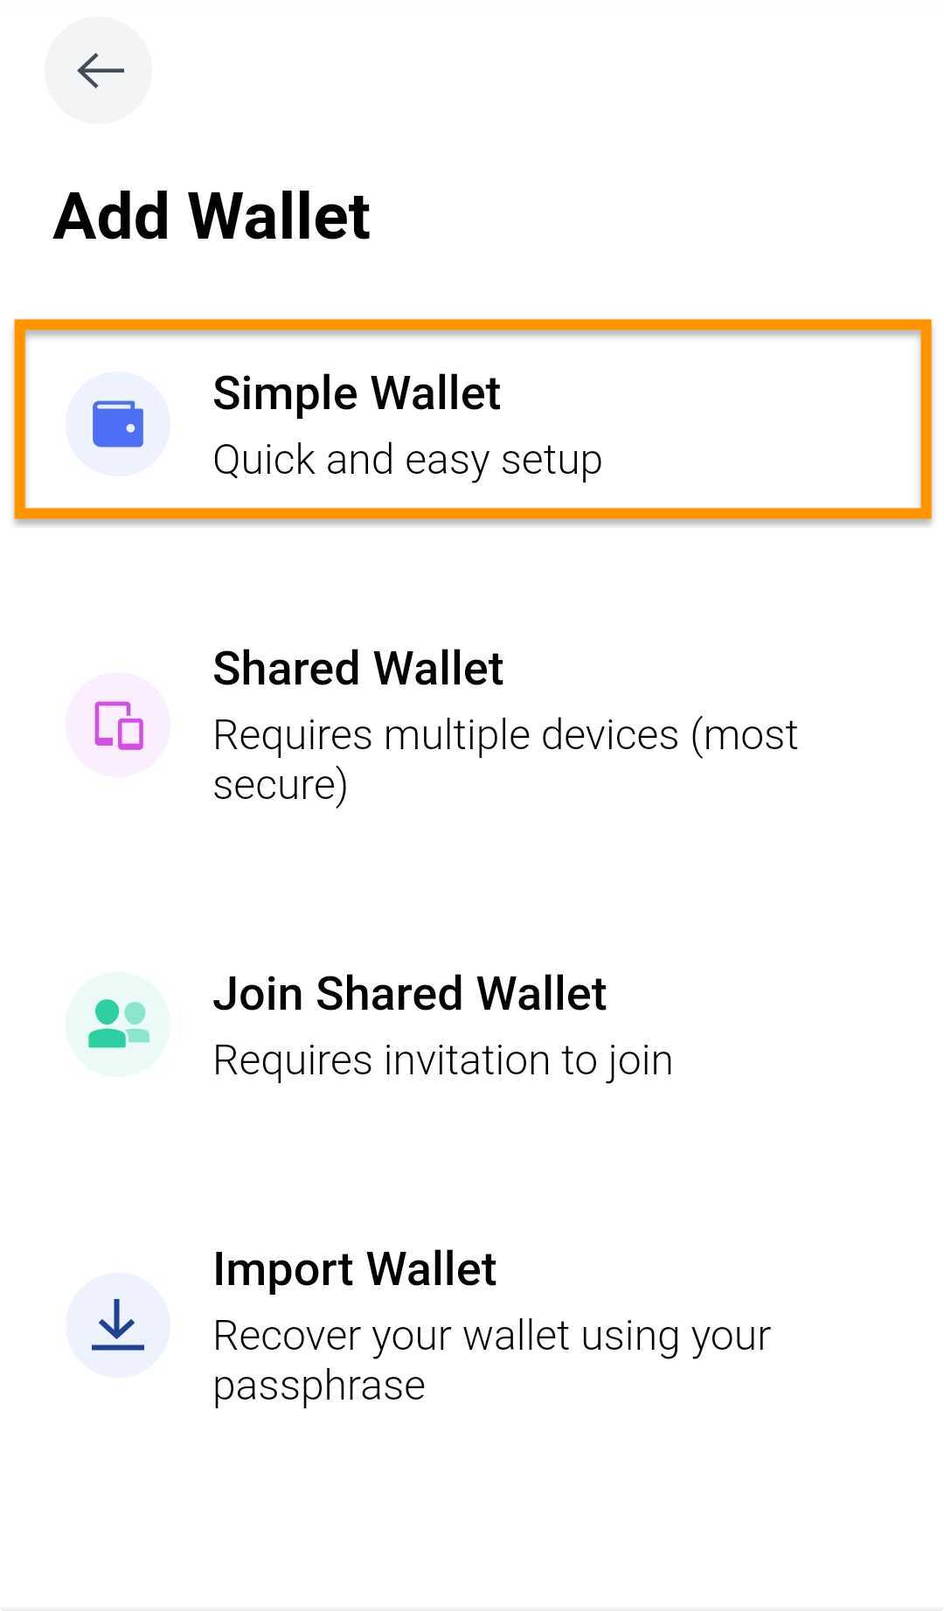 Add Wallet
Simple Wallet
Quick and easy setup
Shared Wallet
Requires multiple devices (most
secure)
Join Shared Wallet
Requires invitation to join
Import Wallet
Recover your wallet using your
passphrase